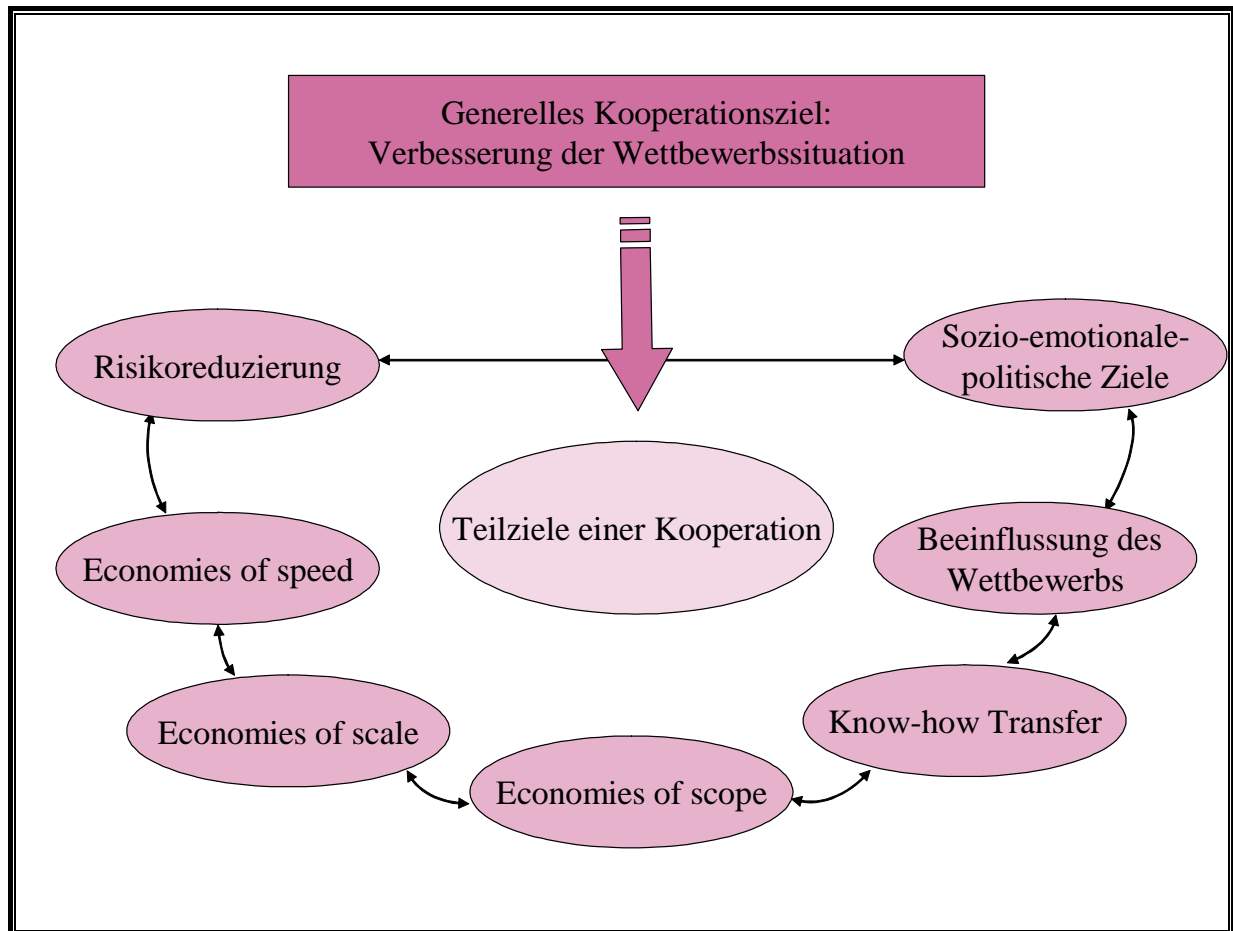 Generelles Kooperationsziel:
Verbesserung der Wettbewerbssituation
Risikoreduzierung
Sozio-emotionale-
politische Ziele
Teilziele einer Kooperation
Economies of speed
Beeinflussung des
Wettbewerbs
Economies of scale
Know-how Transfer
Economies of scope